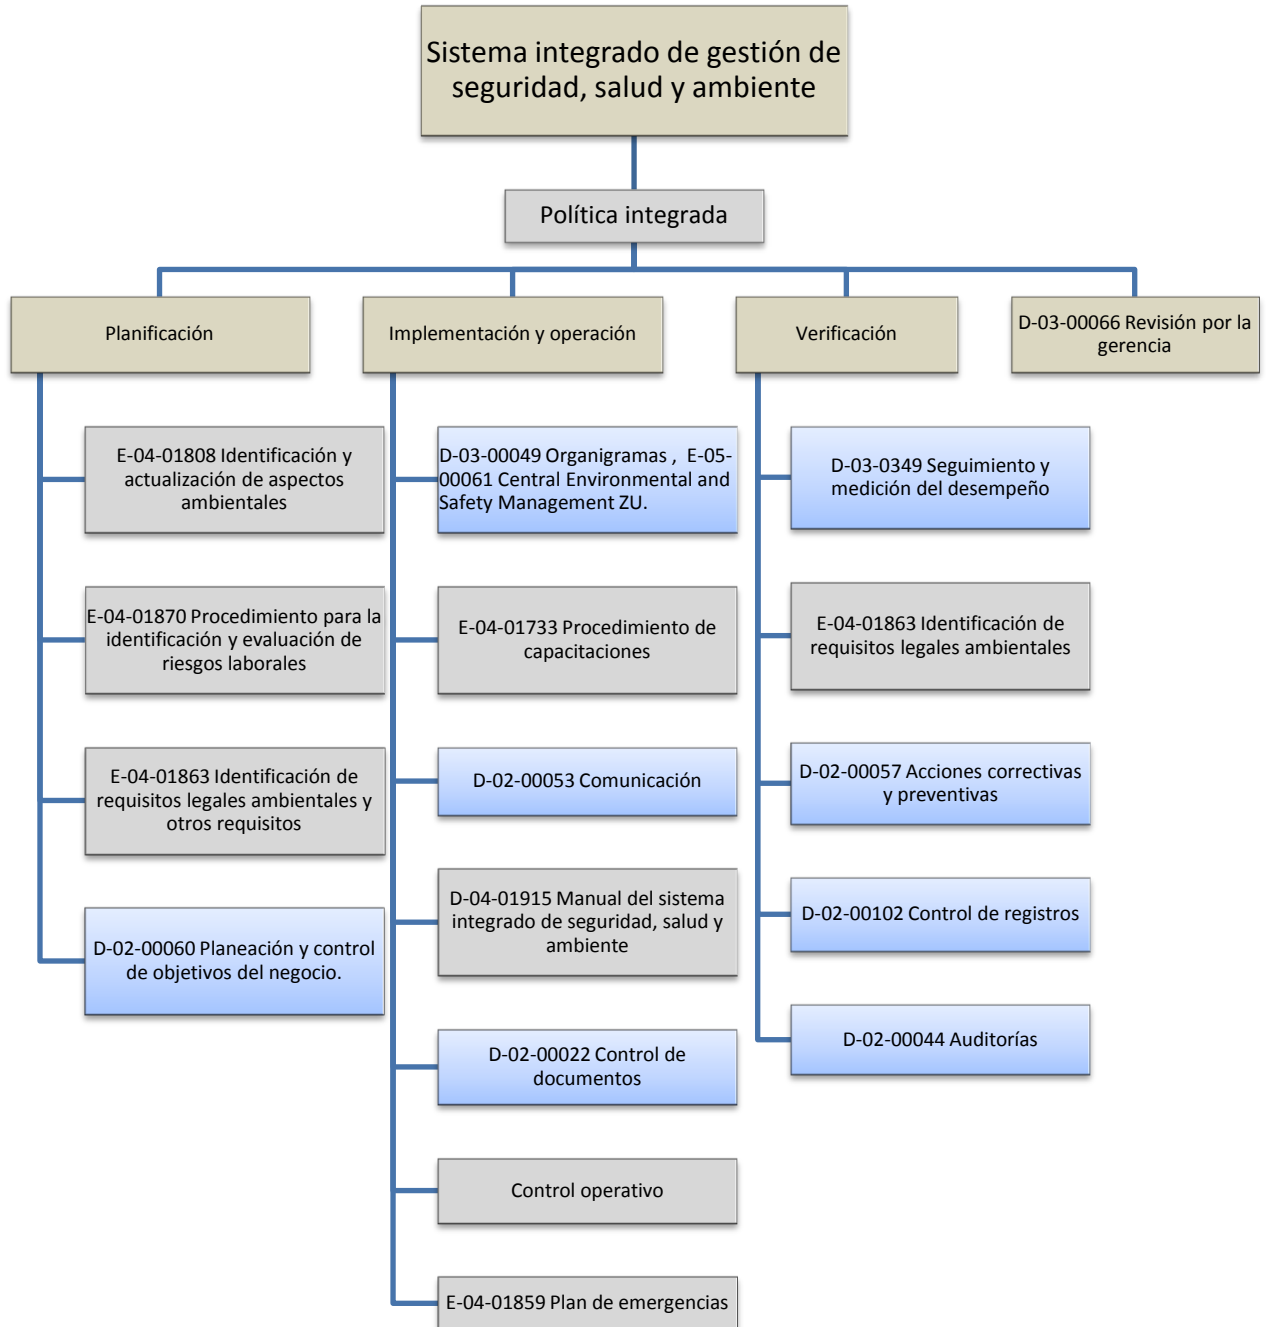 Sistema integrado de gestión de
seguridad, salud y ambiente
Política integrada
Planificación
Implementación y operación
Verificación
D-03-00066 Revisión por la
gerencia
E-04-01808 Identificación y
actualización de aspectos
ambientales
E-04-01870 Procedimiento para la
identificación y evaluación de
riesgos laborales
E-04-01863 Identificación de
requisitos legales ambientales y
otros requisitos
D-02-00060 Planeación y control
de objetivos del negocio.
D-03-00049 Organigramas , E-05-
00061 Central Environmental and
Safety Management ZU.
E-04-01733 Procedimiento de
capacitaciones
D-02-00053 Comunicación
D-04-01915 Manual del sistema
integrado de seguridad, salud y
ambiente
D-02-00022 Control de
documentos
Control operativo
E-04-01859 Plan de emergencias
D-03-0349 Seguimiento y
medición del desempeño
E-04-01863 Identificación de
requisitos legales ambientales
D-02-00057 Acciones correctivas
y preventivas
D-02-00102 Control de registros
D-02-00044 Auditorías